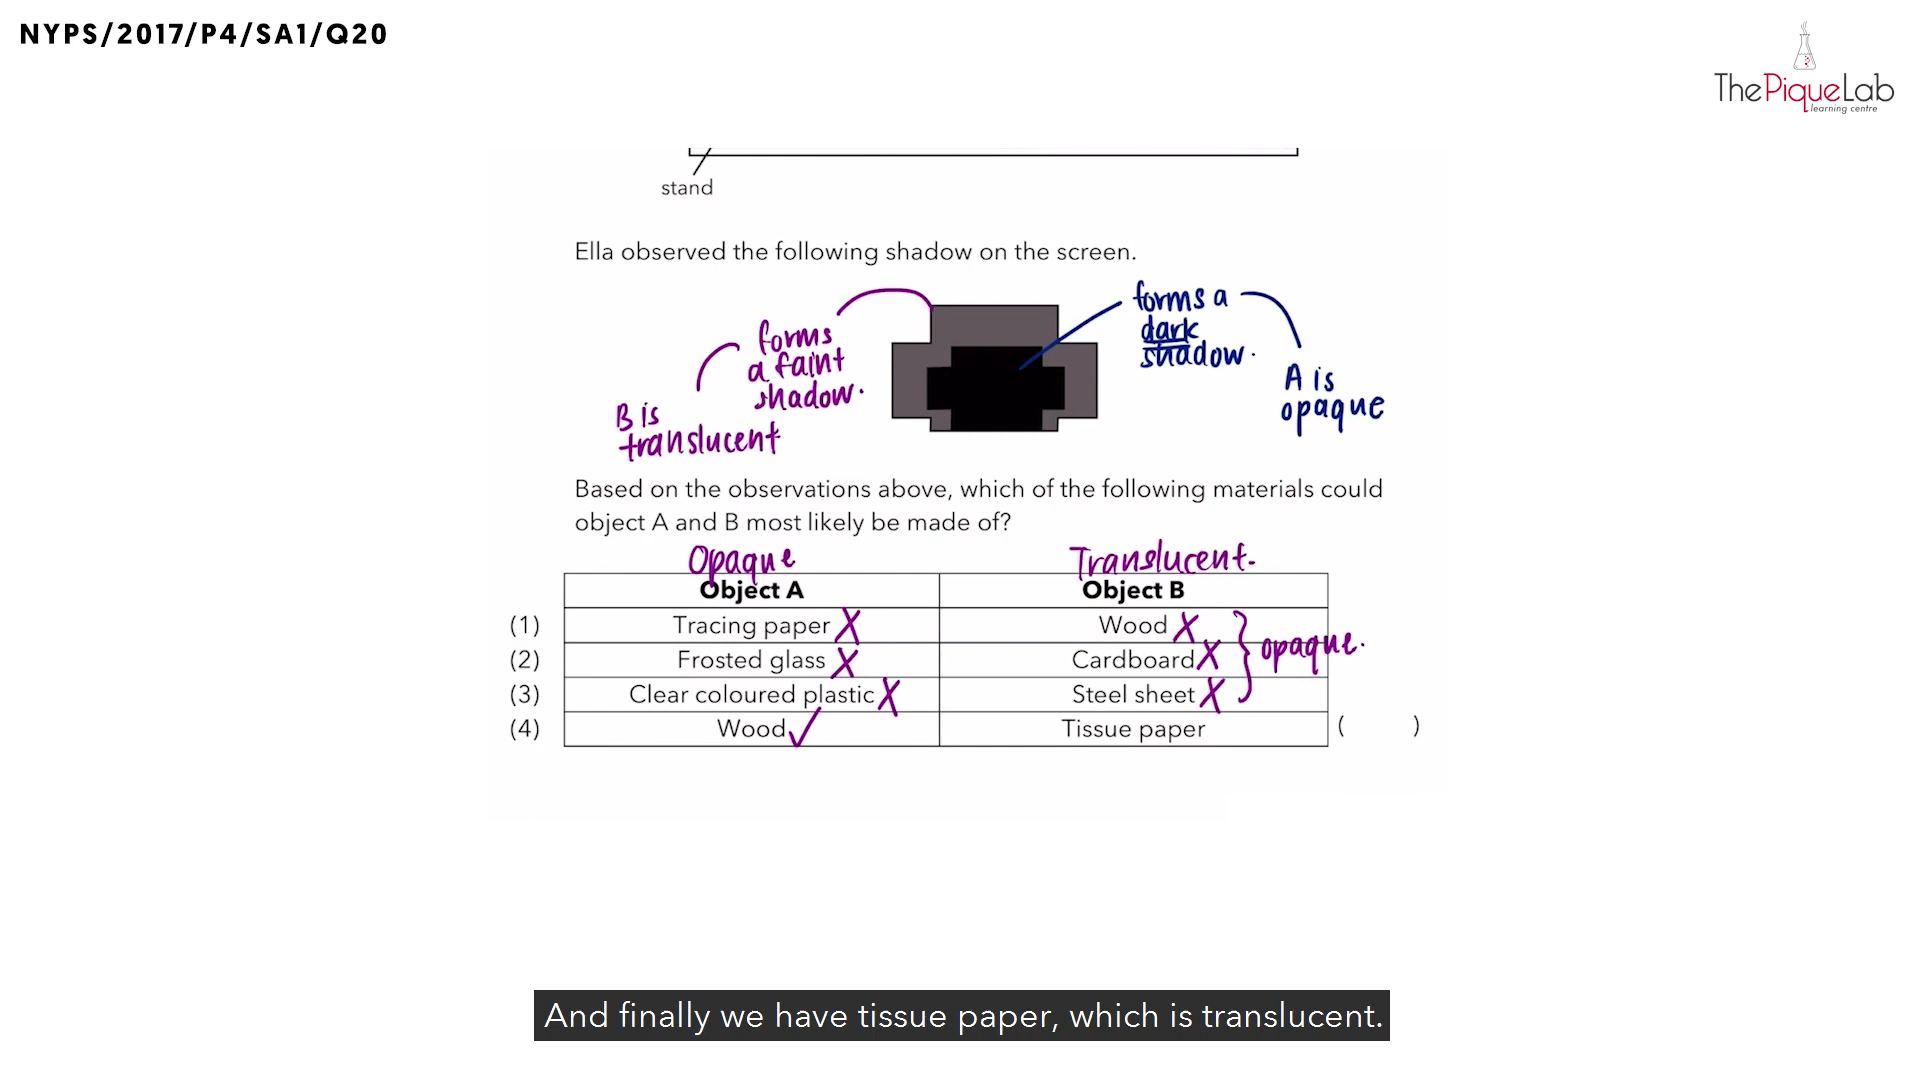 NYPS/2017/P4/SA1/Q20
ThePiqueLab
learning centre
stand
Ella observed the following shadow on the screen.
forms
a faint
shadow.
B is
translucent
forms a
dark
shadow.
A is
opaque
Based on the observations above, which of the following materials could
object A and B most likely be made of?
Opaque Translucent.
Object A Object B
(1) Tracing paper X Wood X
(2) Frosted glass X Cardboard X opaque.
(3) Clear coloured plastic X Steel sheet X
(4) Wood ✓ Tissue paper ( )
And finally we have tissue paper, which is translucent.